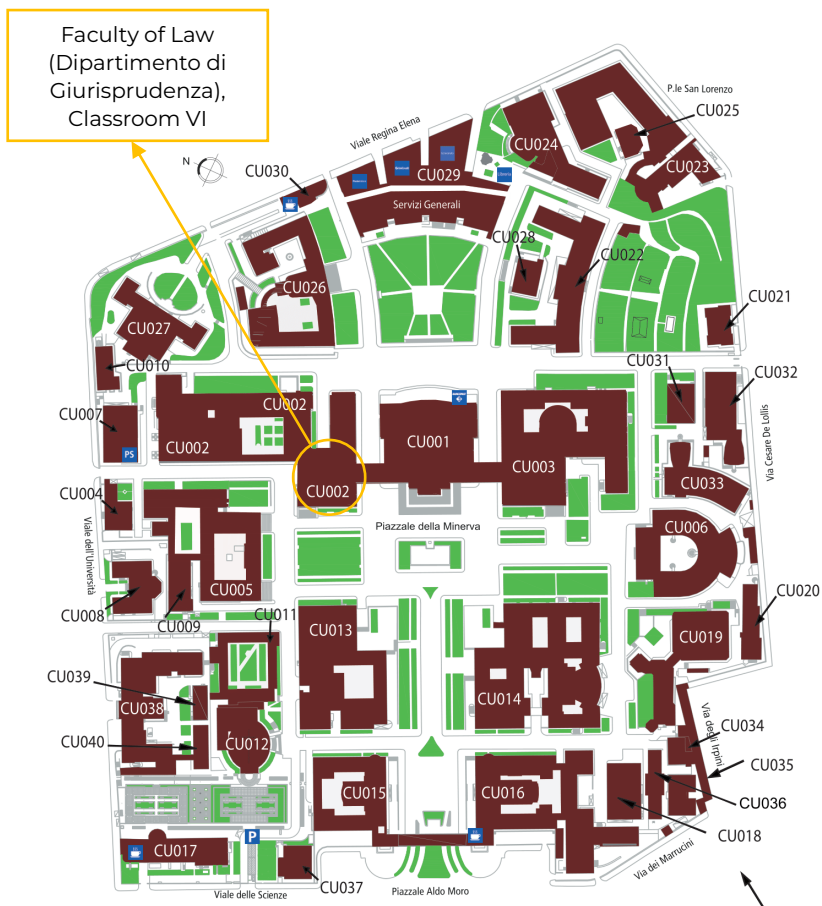 Faculty of Law
(Dipartimento di
Giurisprudenza),
Classroom VI
P.le San Lorenzo
CU025
Viale Regina Elena
CU024
N
CU030
CU029
CU023
Servizi Generali
CU028
CU022
CU026
CU021
CU027
CU010
CU031
CU032
CU002
CU007
CU001
CU002
PS
CU003
Via Cesare De Lollis
CU033
CU004
CU002
Piazzale della Minerva
CU006
Viale dell'Università
CU005
CU020
CU008
CU009
CU011
CU013
CU019
CU039
CU038
CU014
Via degli Irpini
CU034
CU040
CU012
CU035
CU015
CU016
CU036
CU018
P
CU017
Via dei Marrucini
CU037
Viale delle Scienze
Piazzale Aldo Moro